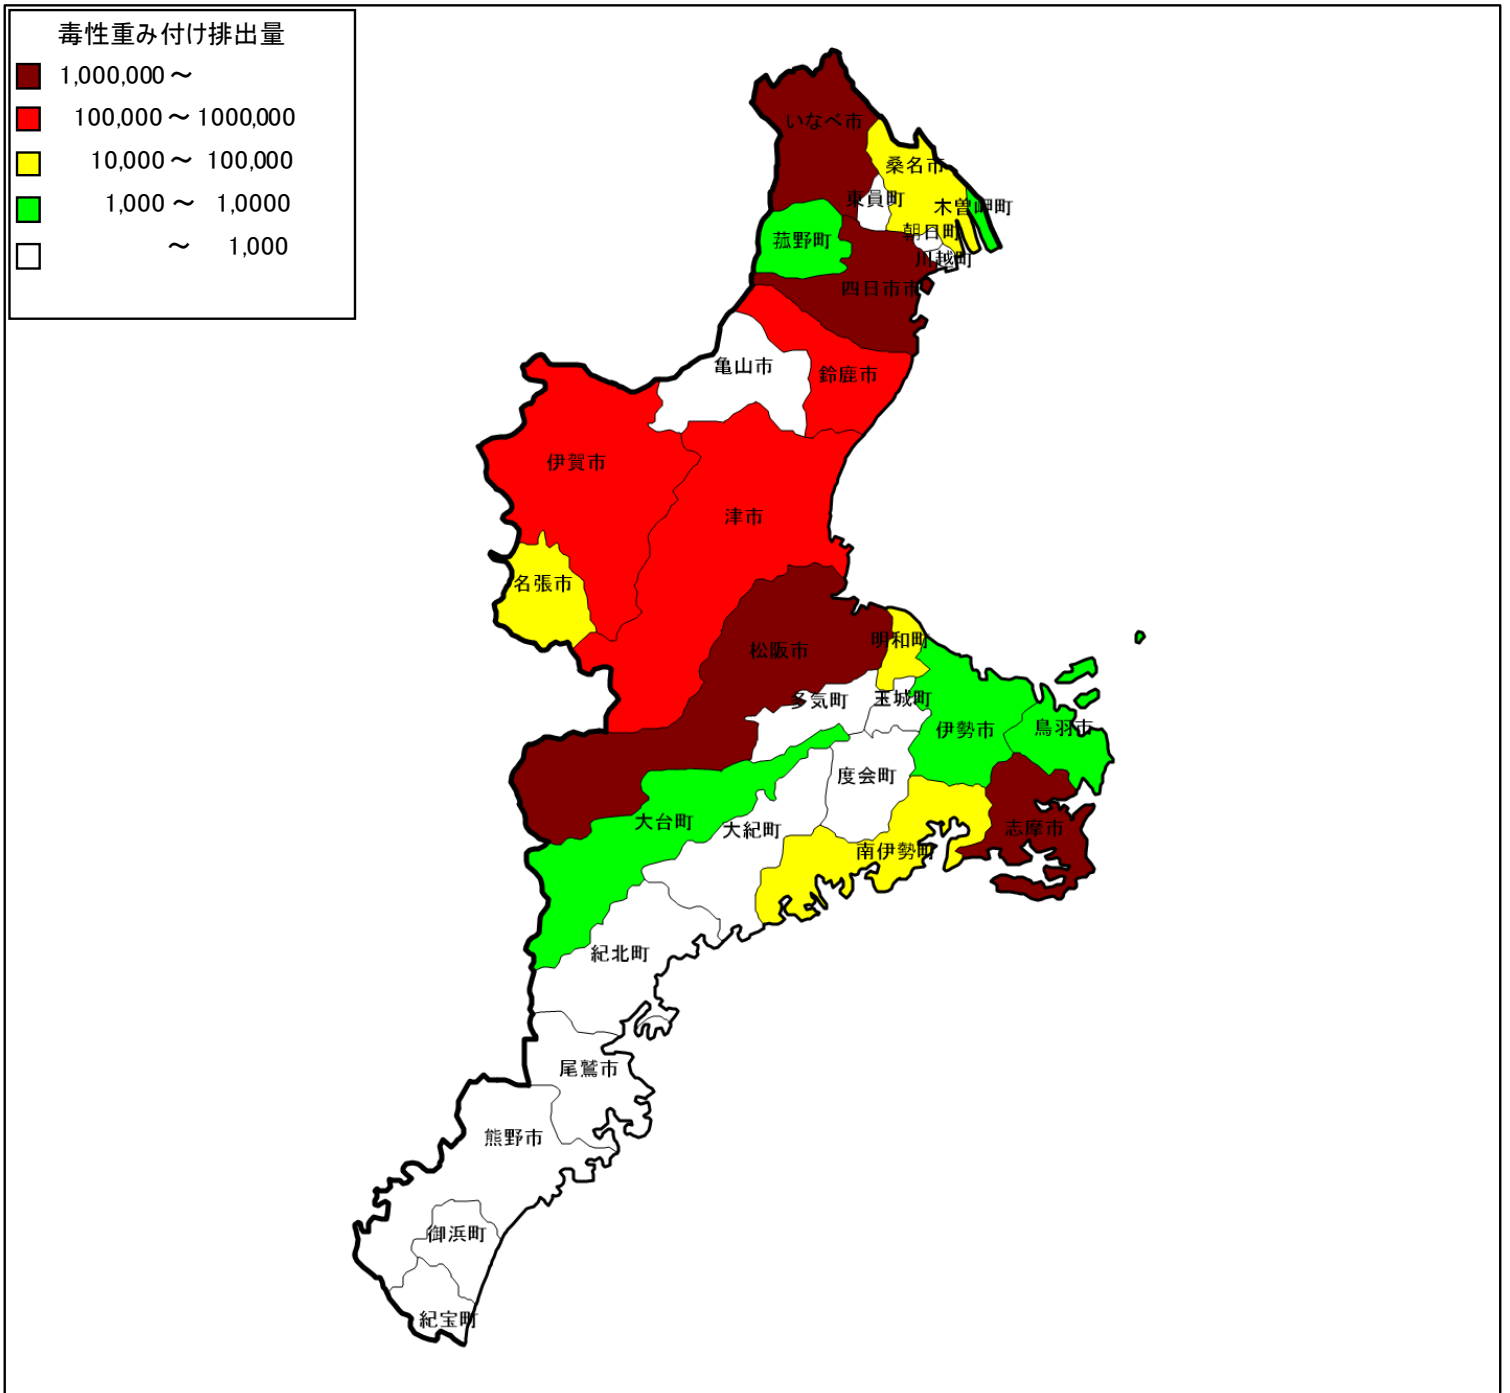 毒性重み付け排出量
1,000,000～
100,000～1000,000
10,000～ 100,000
1,000～ 1,0000
～ 1,000
いなべ市
桑名市
東員町
木曽岬町
朝日町
菰野町
川越町
四日市市
亀山市
鈴鹿市
伊賀市
津市
名張市
明和町
松阪市
多気町
玉城町
伊勢市
鳥羽市
度会町
大台町
大紀町
志摩市
南伊勢町
紀北町
尾鷲市
熊野市
御浜町
紀宝町